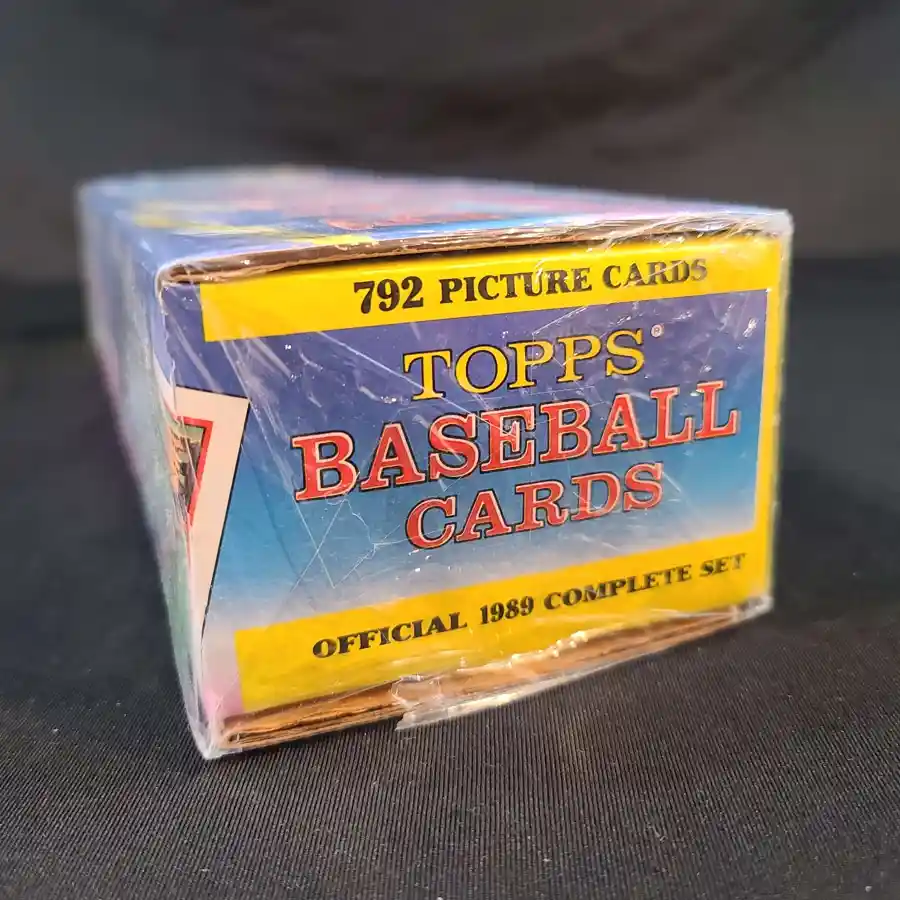 792 PICTURE CARDS
TOPPS®
BASEBALL
CARDS
OFFICIAL 1989 COMPLETE SET